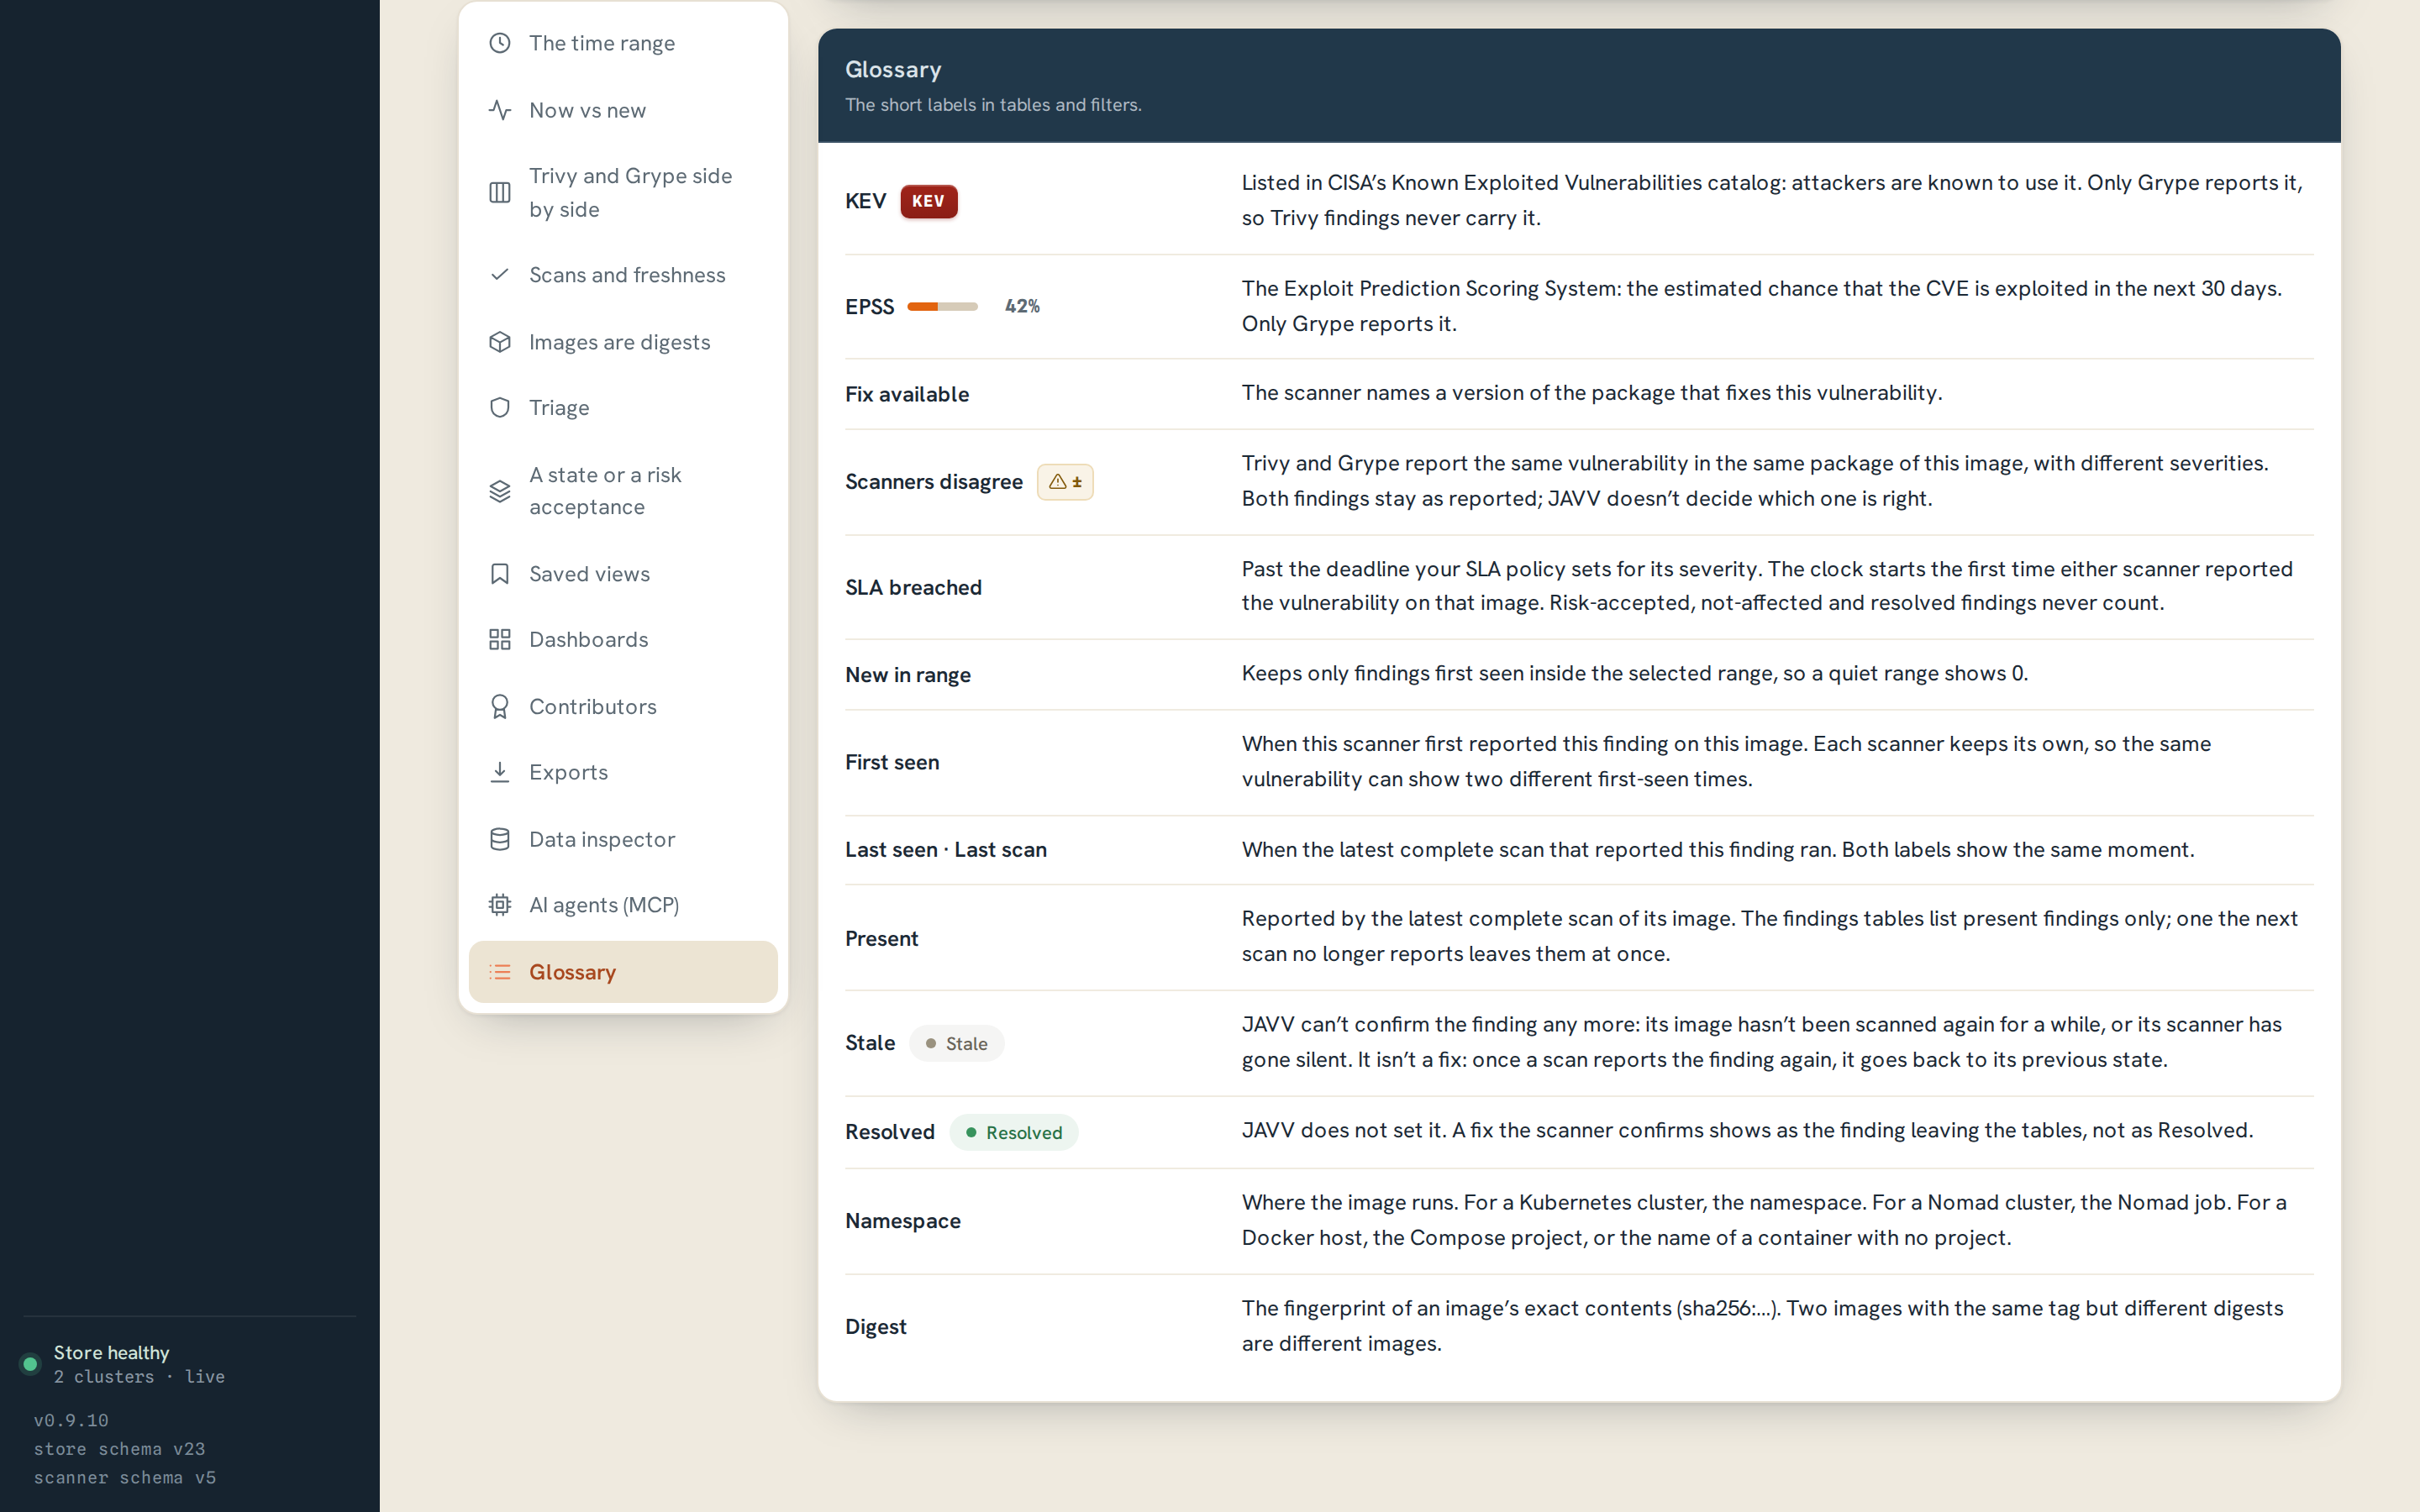 The time range
Now vs new
Trivy and Grype side
by side
Scans and freshness
Images are digests
Triage
A state or a risk
acceptance
Saved views
Dashboards
Contributors
Exports
Data inspector
AI agents (MCP)
Glossary
Store healthy
2 clusters · live
v0.9.10
store schema v23
scanner schema v5
Glossary
The short labels in tables and filters.
KEV KEV
Listed in CISA’s Known Exploited Vulnerabilities catalog: attackers are known to use it. Only Grype reports it,
so Trivy findings never carry it.
EPSS 42%
The Exploit Prediction Scoring System: the estimated chance that the CVE is exploited in the next 30 days.
Only Grype reports it.
Fix available
The scanner names a version of the package that fixes this vulnerability.
Scanners disagree ±
Trivy and Grype report the same vulnerability in the same package of this image, with different severities.
Both findings stay as reported; JAVV doesn’t decide which one is right.
SLA breached
Past the deadline your SLA policy sets for its severity. The clock starts the first time either scanner reported
the vulnerability on that image. Risk-accepted, not-affected and resolved findings never count.
New in range
Keeps only findings first seen inside the selected range, so a quiet range shows 0.
First seen
When this scanner first reported this finding on this image. Each scanner keeps its own, so the same
vulnerability can show two different first-seen times.
Last seen · Last scan
When the latest complete scan that reported this finding ran. Both labels show the same moment.
Present
Reported by the latest complete scan of its image. The findings tables list present findings only; one the next
scan no longer reports leaves them at once.
Stale Stale
JAVV can’t confirm the finding any more: its image hasn’t been scanned again for a while, or its scanner has
gone silent. It isn’t a fix: once a scan reports the finding again, it goes back to its previous state.
Resolved Resolved
JAVV does not set it. A fix the scanner confirms shows as the finding leaving the tables, not as Resolved.
Namespace
Where the image runs. For a Kubernetes cluster, the namespace. For a Nomad cluster, the Nomad job. For a
Docker host, the Compose project, or the name of a container with no project.
Digest
The fingerprint of an image’s exact contents (sha256:…). Two images with the same tag but different digests
are different images.